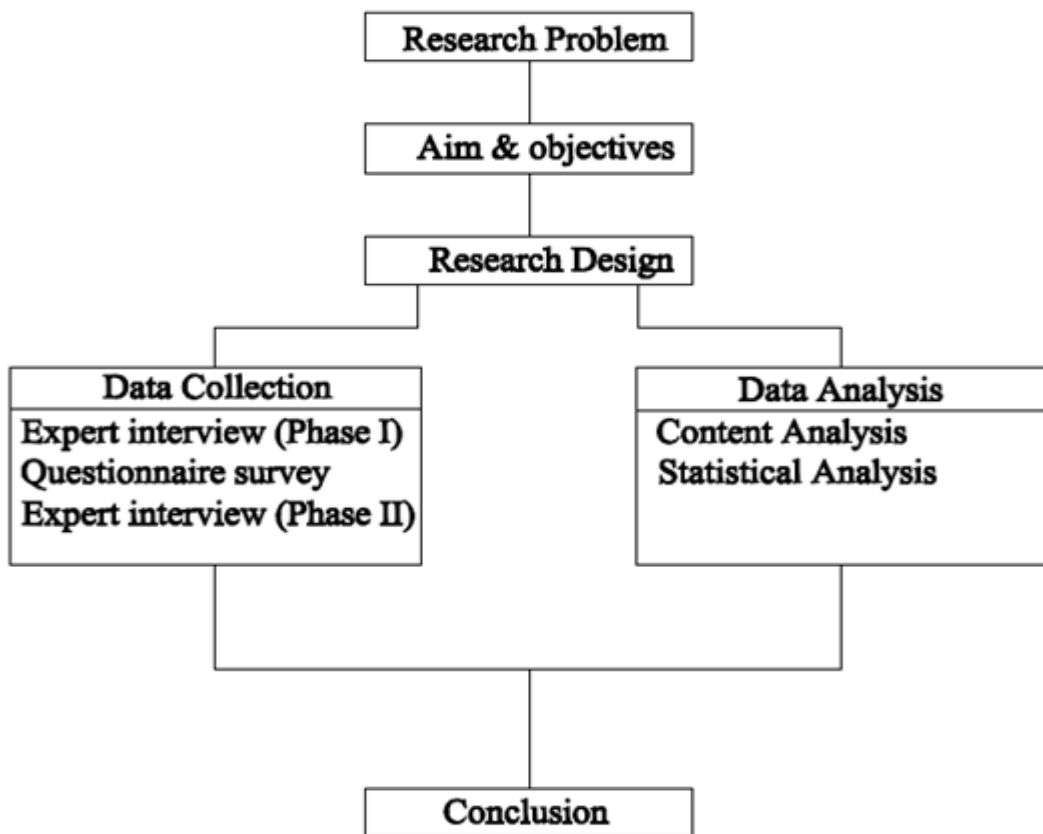 Research Problem
Aim & objectives
Research Design
Data Collection
Expert interview (Phase I)
Questionnaire survey
Expert interview (Phase II)
Data Analysis
Content Analysis
Statistical Analysis
Conclusion